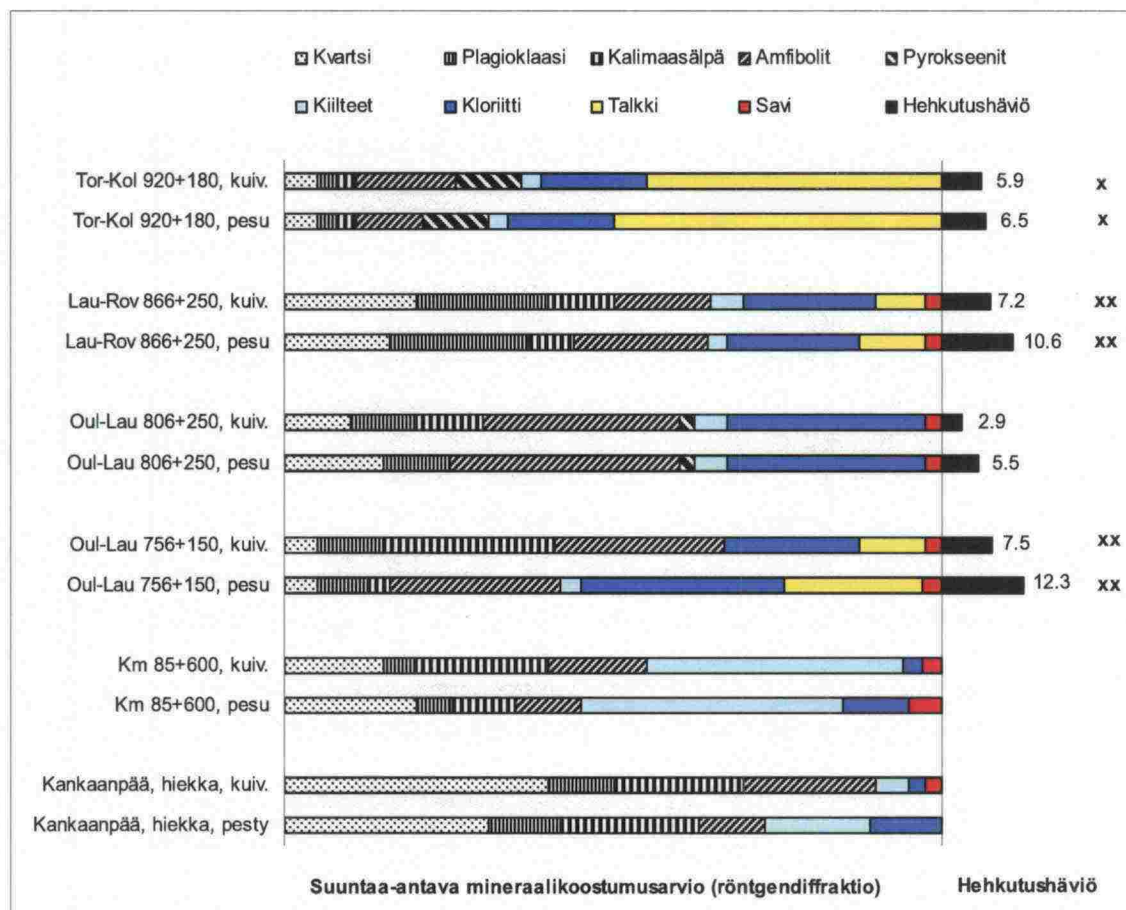 Kvartsi Plagioklaasi Kalimaasälpä Amfibolit Pyrokseenit
Kiilteet Kloriitti Talkki Savi Hehkutushäviö
Tor-Kol 920+180, kuiv. 5.9 x
Tor-Kol 920+180, pesu 6.5 x
Lau-Rov 866+250, kuiv. 7.2 xx
Lau-Rov 866+250, pesu 10.6 xx
Oul-Lau 806+250, kuiv. 2.9
Oul-Lau 806+250, pesu 5.5
Oul-Lau 756+150, kuiv. 7.5 xx
Oul-Lau 756+150, pesu 12.3 xx
Km 85+600, kuiv.
Km 85+600, pesu
Kankaanpää, hiekka, kuiv.
Kankaanpää, hiekka, pesty
Suuntaa-antava mineraalikoostumusarvio (röntgendiffraktio) Hehkutushäviö